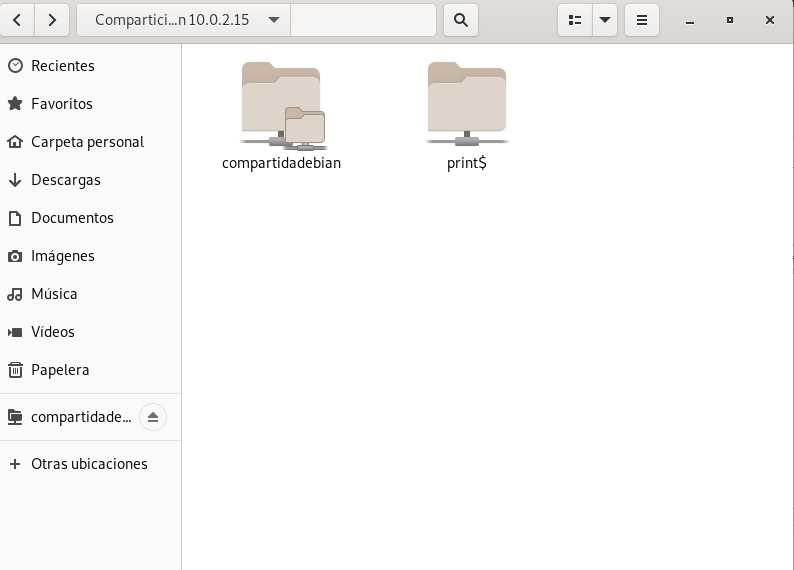 Compartici...n 10.0.2.15
Recientes
Favoritos
Carpeta personal
Descargas
Documentos
Imágenes
Música
Vídeos
Papelera
compartidade...
Otras ubicaciones
compartidadebian
print$